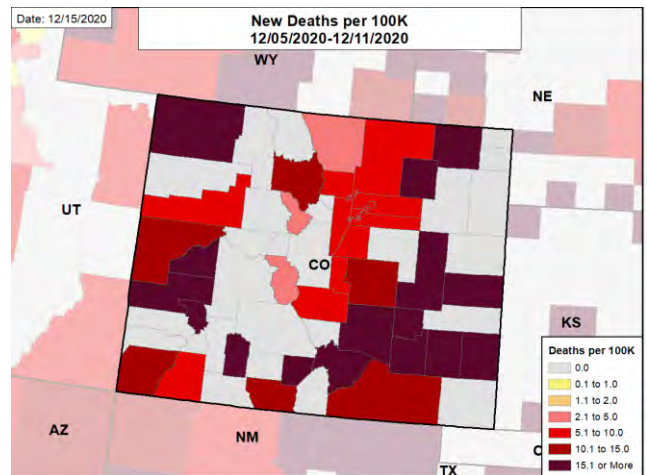 Date: 12/15/2020
New Deaths per 100K
12/05/2020-12/11/2020
WY
NE
UT
CO
KS
Deaths per 100K
0.0
0.1 to 1.0
1.1 to 2.0
2.1 to 5.0
5.1 to 10.0
10.1 to 15.0
15.1 or More
AZ
NM
O
TX